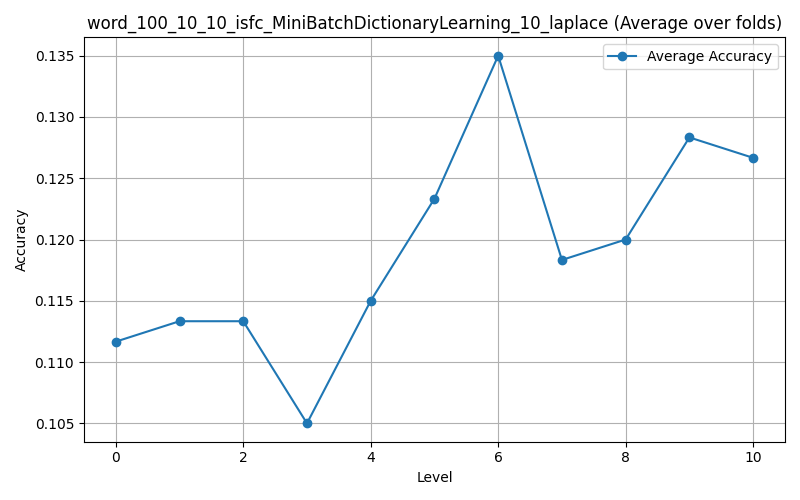 word_100_10_10_isfc_MiniBatchDictionaryLearning_10_laplace (Average over folds)
Average Accuracy
0.135
0.130
0.125
0.120
0.115
0.110
0.105
Accuracy
0 2 4 6 8 10
Level